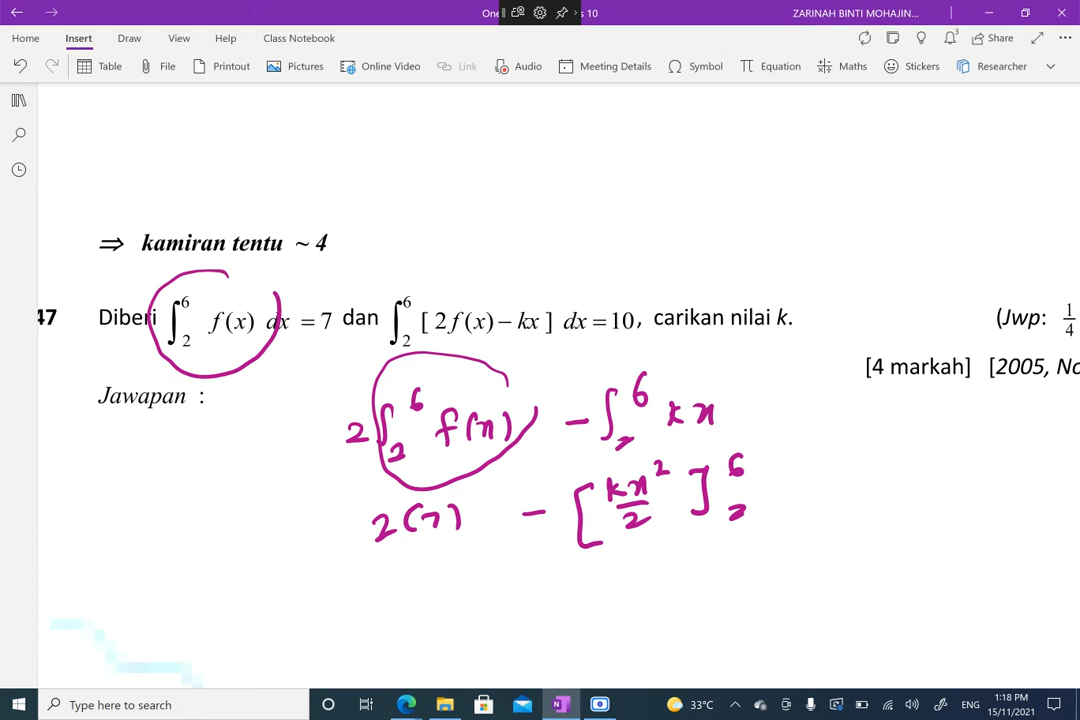 One
s 10
ZARINAH BINTI MOHAJIN...
Home Insert Draw View Help Class Notebook
3
Share
Table File Printout Pictures Online Video Link Audio Meeting Details Symbol Equation Maths Stickers Researcher
⇒ kamiran tentu ~ 4
47 Diberi ∫₂⁶ f(x) dx = 7 dan ∫₂⁶ [ 2f(x) − kx ] dx = 10, carikan nilai k. (Jwp: 1/4
[4 markah] [2005, No
Jawapan :
2 ∫₂⁶ f(x) − ∫₂⁶ kx
2(7) − [kx²/2]₂⁶
Type here to search
33°C
ENG
1:18 PM
15/11/2021